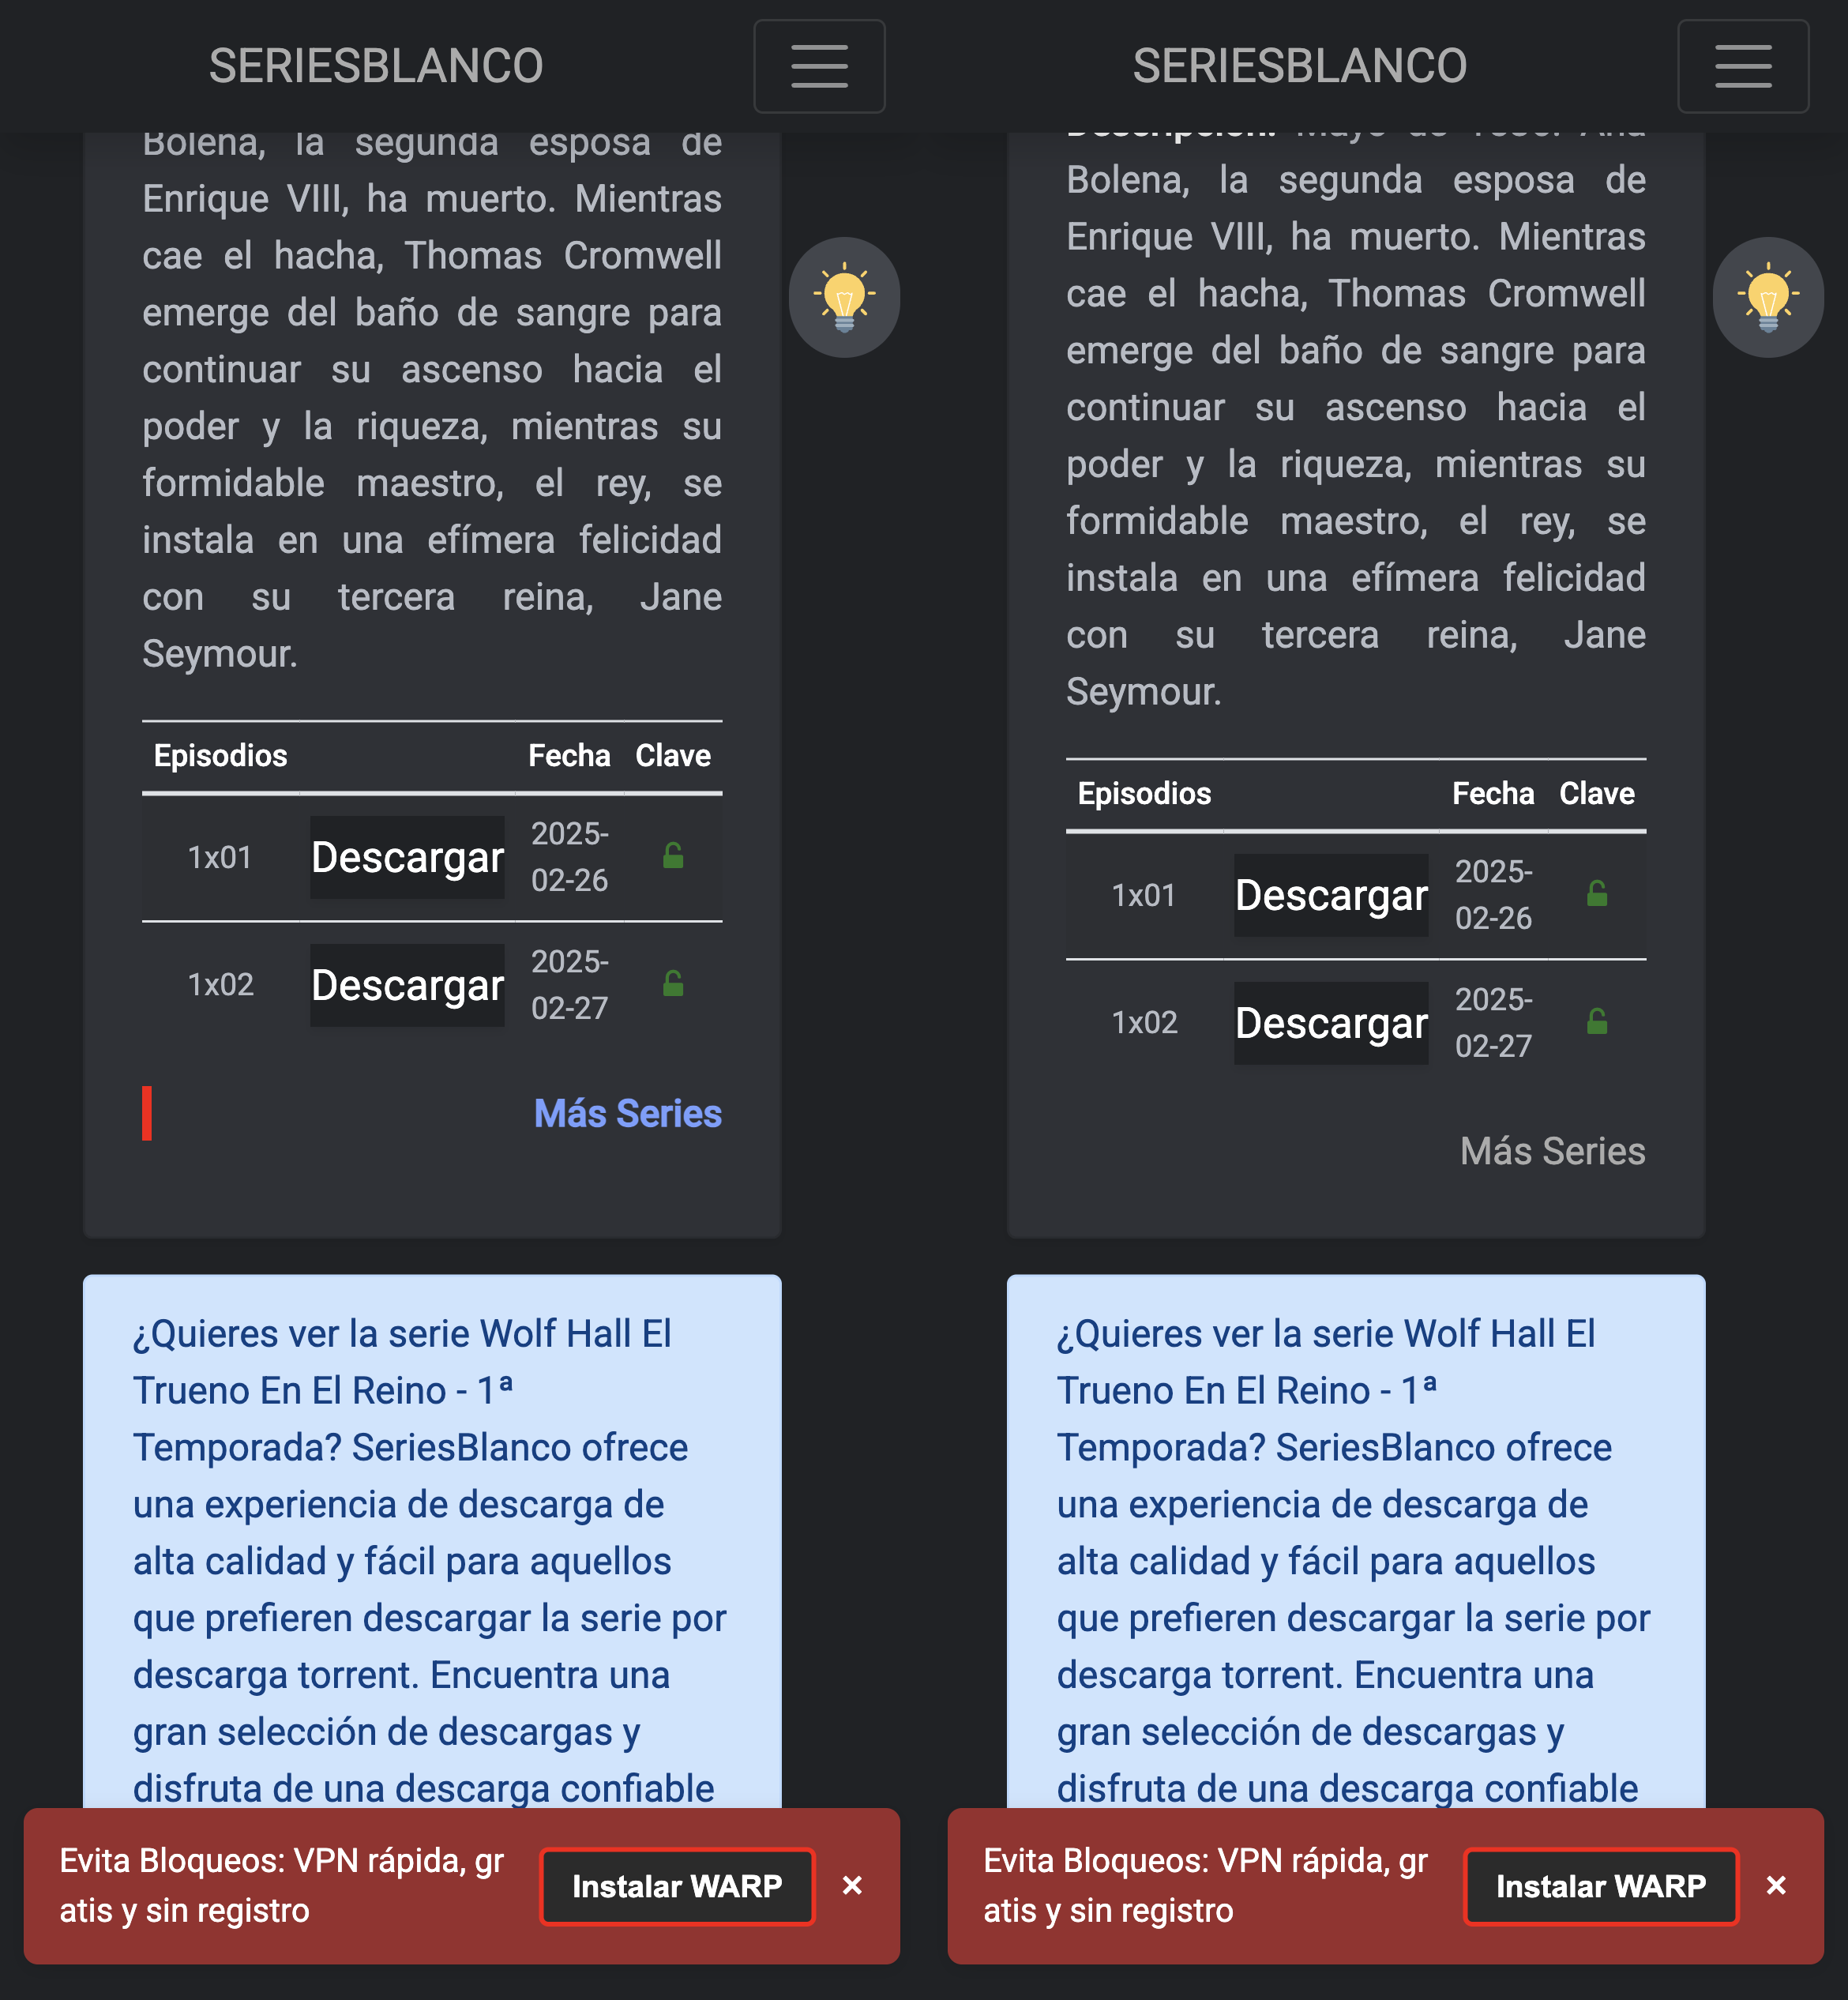 SERIESBLANCO
Bolena, la segunda esposa de
Enrique VIII, ha muerto. Mientras
cae el hacha, Thomas Cromwell
emerge del baño de sangre para
continuar su ascenso hacia el
poder y la riqueza, mientras su
formidable maestro, el rey, se
instala en una efímera felicidad
con su tercera reina, Jane
Seymour.
Episodios Fecha Clave
1x01 Descargar 2025-
02-26
1x02 Descargar 2025-
02-27
Más Series
¿Quieres ver la serie Wolf Hall El
Trueno En El Reino - 1ª
Temporada? SeriesBlanco ofrece
una experiencia de descarga de
alta calidad y fácil para aquellos
que prefieren descargar la serie por
descarga torrent. Encuentra una
gran selección de descargas y
disfruta de una descarga confiable
Evita Bloqueos: VPN rápida, gr
atis y sin registro
Instalar WARP ×
SERIESBLANCO
Descripción: Mayo de 1536. Ana
Bolena, la segunda esposa de
Enrique VIII, ha muerto. Mientras
cae el hacha, Thomas Cromwell
emerge del baño de sangre para
continuar su ascenso hacia el
poder y la riqueza, mientras su
formidable maestro, el rey, se
instala en una efímera felicidad
con su tercera reina, Jane
Seymour.
Episodios Fecha Clave
1x01 Descargar 2025-
02-26
1x02 Descargar 2025-
02-27
Más Series
¿Quieres ver la serie Wolf Hall El
Trueno En El Reino - 1ª
Temporada? SeriesBlanco ofrece
una experiencia de descarga de
alta calidad y fácil para aquellos
que prefieren descargar la serie por
descarga torrent. Encuentra una
gran selección de descargas y
disfruta de una descarga confiable
Evita Bloqueos: VPN rápida, gr
atis y sin registro
Instalar WARP ×